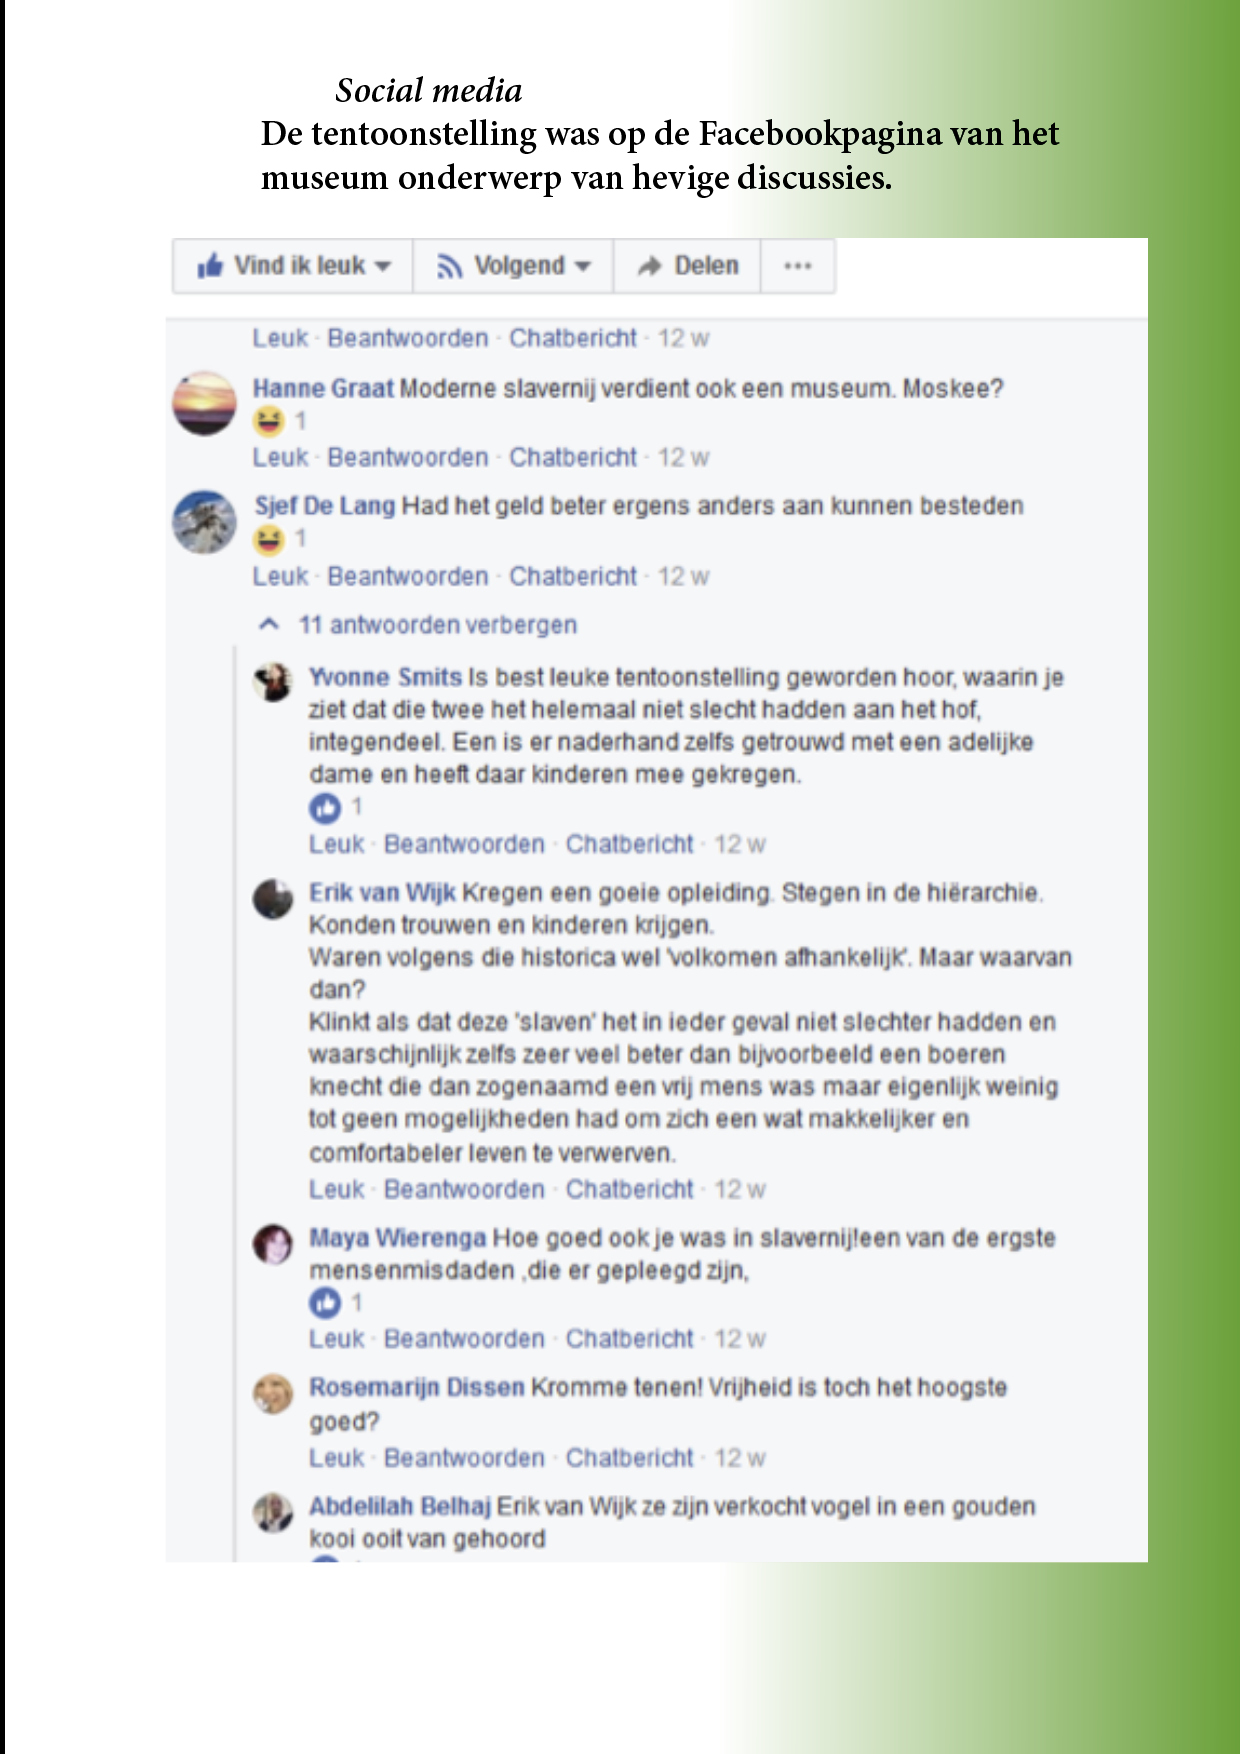 Social media
De tentoonstelling was op de Facebookpagina van het
museum onderwerp van hevige discussies.
Vind ik leuk Volgend Delen ...
Leuk · Beantwoorden · Chatbericht · 12 w
Hanne Graat Moderne slavernij verdient ook een museum. Moskee?
1
Leuk · Beantwoorden · Chatbericht · 12 w
Sjef De Lang Had het geld beter ergens anders aan kunnen besteden
1
Leuk · Beantwoorden · Chatbericht · 12 w
11 antwoorden verbergen
Yvonne Smits Is best leuke tentoonstelling geworden hoor, waarin je
ziet dat die twee het helemaal niet slecht hadden aan het hof,
integendeel. Een is er naderhand zelfs getrouwd met een adelijke
dame en heeft daar kinderen mee gekregen.
1
Leuk · Beantwoorden · Chatbericht · 12 w
Erik van Wijk Kregen een goeie opleiding. Stegen in de hiërarchie.
Konden trouwen en kinderen krijgen.
Waren volgens die historica wel 'volkomen afhankelijk'. Maar waarvan
dan?
Klinkt als dat deze 'slaven' het in ieder geval niet slechter hadden en
waarschijnlijk zelfs zeer veel beter dan bijvoorbeeld een boeren
knecht die dan zogenaamd een vrij mens was maar eigenlijk weinig
tot geen mogelijkheden had om zich een wat makkelijker en
comfortabeler leven te verwerven.
Leuk · Beantwoorden · Chatbericht · 12 w
Maya Wierenga Hoe goed ook je was in slavernij!een van de ergste
mensenmisdaden ,die er gepleegd zijn,
1
Leuk · Beantwoorden · Chatbericht · 12 w
Rosemarijn Dissen Kromme tenen! Vrijheid is toch het hoogste
goed?
Leuk · Beantwoorden · Chatbericht · 12 w
Abdelilah Belhaj Erik van Wijk ze zijn verkocht vogel in een gouden
kooi ooit van gehoord